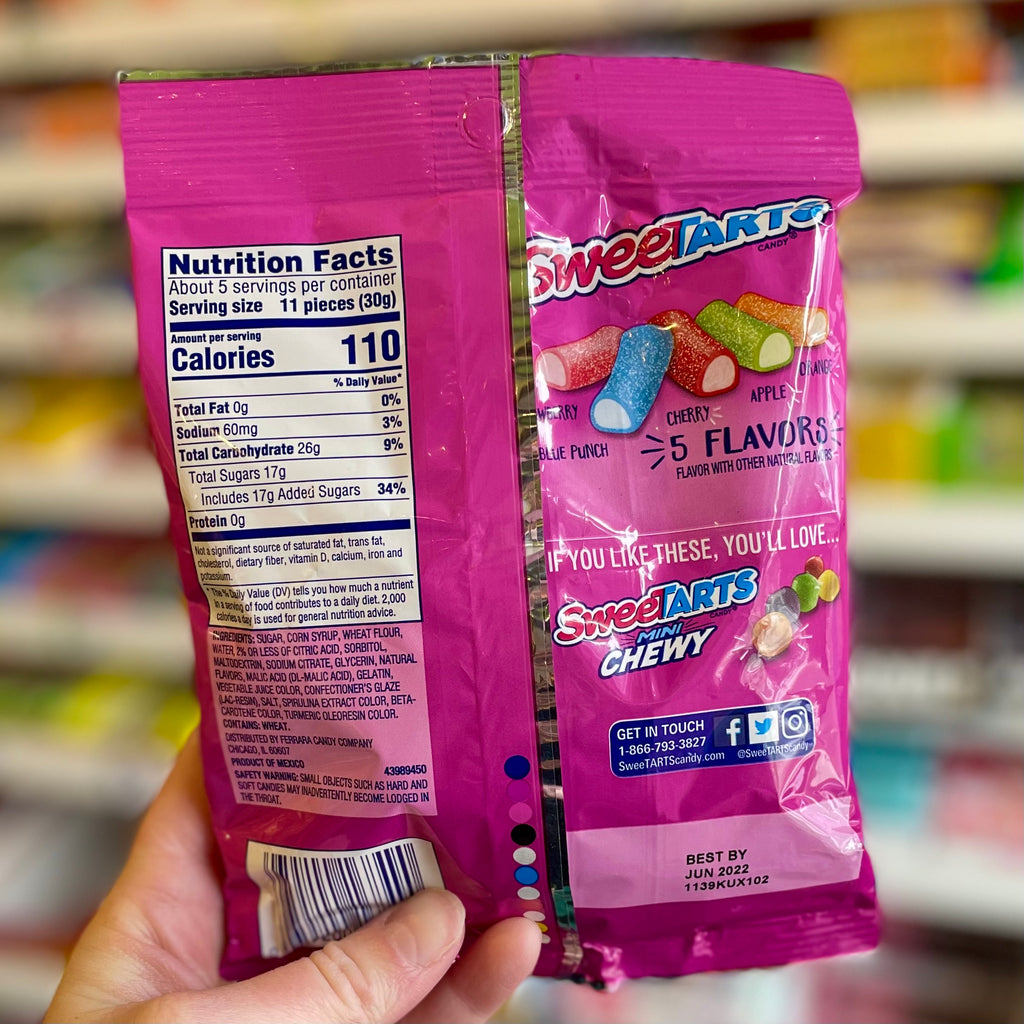 Nutrition Facts
About 5 servings per container
Serving size 11 pieces (30g)
Amount per serving
Calories 110
% Daily Value*
Total Fat 0g 0%
Sodium 60mg 3%
Total Carbohydrate 26g 9%
Total Sugars 17g
Includes 17g Added Sugars 34%
Protein 0g
Not a significant source of saturated fat, trans fat,
cholesterol, dietary fiber, vitamin D, calcium, iron and
potassium.
* The % Daily Value (DV) tells you how much a nutrient
in a serving of food contributes to a daily diet. 2,000
calories a day is used for general nutrition advice.
INGREDIENTS: SUGAR, CORN SYRUP, WHEAT FLOUR,
WATER, 2% OR LESS OF CITRIC ACID, SORBITOL,
MALTODEXTRIN, SODIUM CITRATE, GLYCERIN, NATURAL
FLAVORS, MALIC ACID (DL-MALIC ACID), GELATIN,
VEGETABLE JUICE COLOR, CONFECTIONER'S GLAZE
(LAC-RESIN), SALT, SPIRULINA EXTRACT COLOR, BETA-
CAROTENE COLOR, TURMERIC OLEORESIN COLOR.
CONTAINS: WHEAT.
DISTRIBUTED BY FERRARA CANDY COMPANY
CHICAGO, IL 60607
PRODUCT OF MEXICO 43989450
SAFETY WARNING: SMALL OBJECTS SUCH AS HARD AND
SOFT CANDIES MAY INADVERTENTLY BECOME LODGED IN
THE THROAT.
SweeTARTS
CANDY®
ORANGE
APPLE
CHERRY
WBERRY
BLUE PUNCH
5 FLAVORS
FLAVOR WITH OTHER NATURAL FLAVORS
IF YOU LIKE THESE, YOU'LL LOVE...
SweeTARTS
CANDY®
MINI
CHEWY
GET IN TOUCH
1-866-793-3827
SweeTARTScandy.com @SweeTARTScandy
BEST BY
JUN 2022
1139KUX102